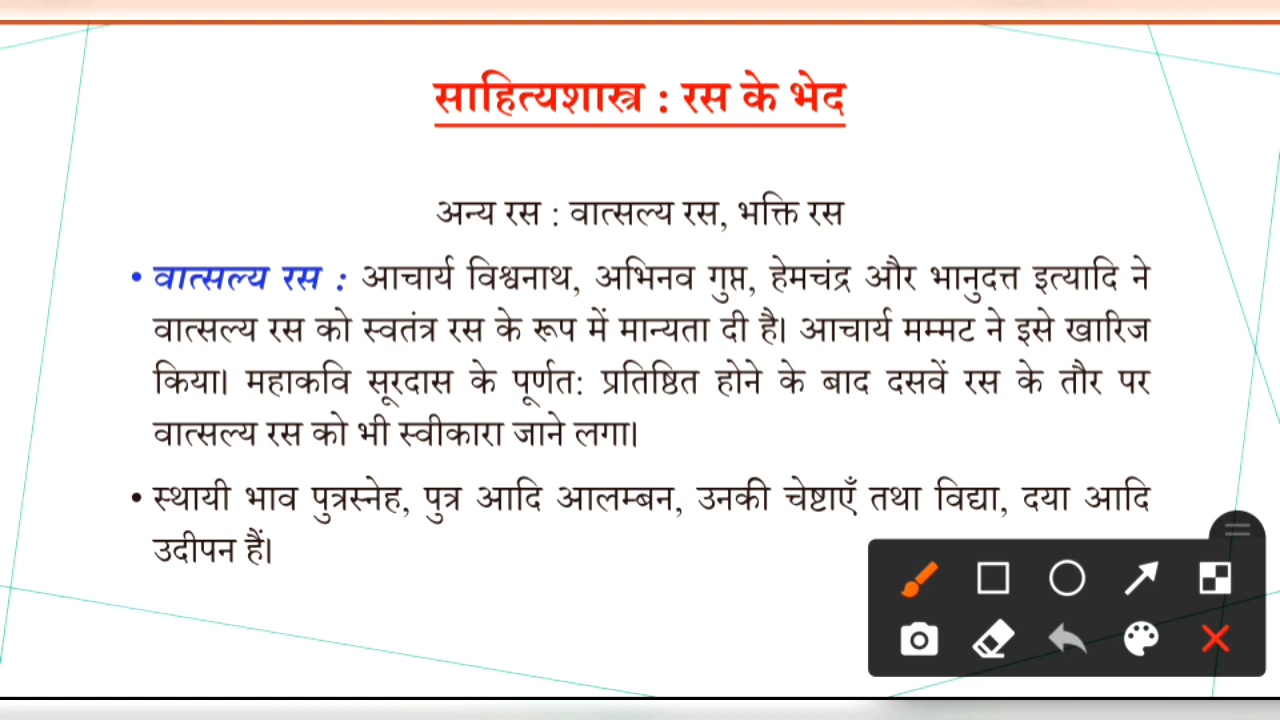 साहित्यशास्त्र : रस के भेद
अन्य रस : वात्सल्य रस, भक्ति रस
• वात्सल्य रस : आचार्य विश्वनाथ, अभिनव गुप्त, हेमचंद्र और भानुदत्त इत्यादि ने
वात्सल्य रस को स्वतंत्र रस के रूप में मान्यता दी है। आचार्य मम्मट ने इसे खारिज
किया। महाकवि सूरदास के पूर्णत: प्रतिष्ठित होने के बाद दसवें रस के तौर पर
वात्सल्य रस को भी स्वीकारा जाने लगा।
• स्थायी भाव पुत्रस्नेह, पुत्र आदि आलम्बन, उनकी चेष्टाएँ तथा विद्या, दया आदि
उदीपन हैं।